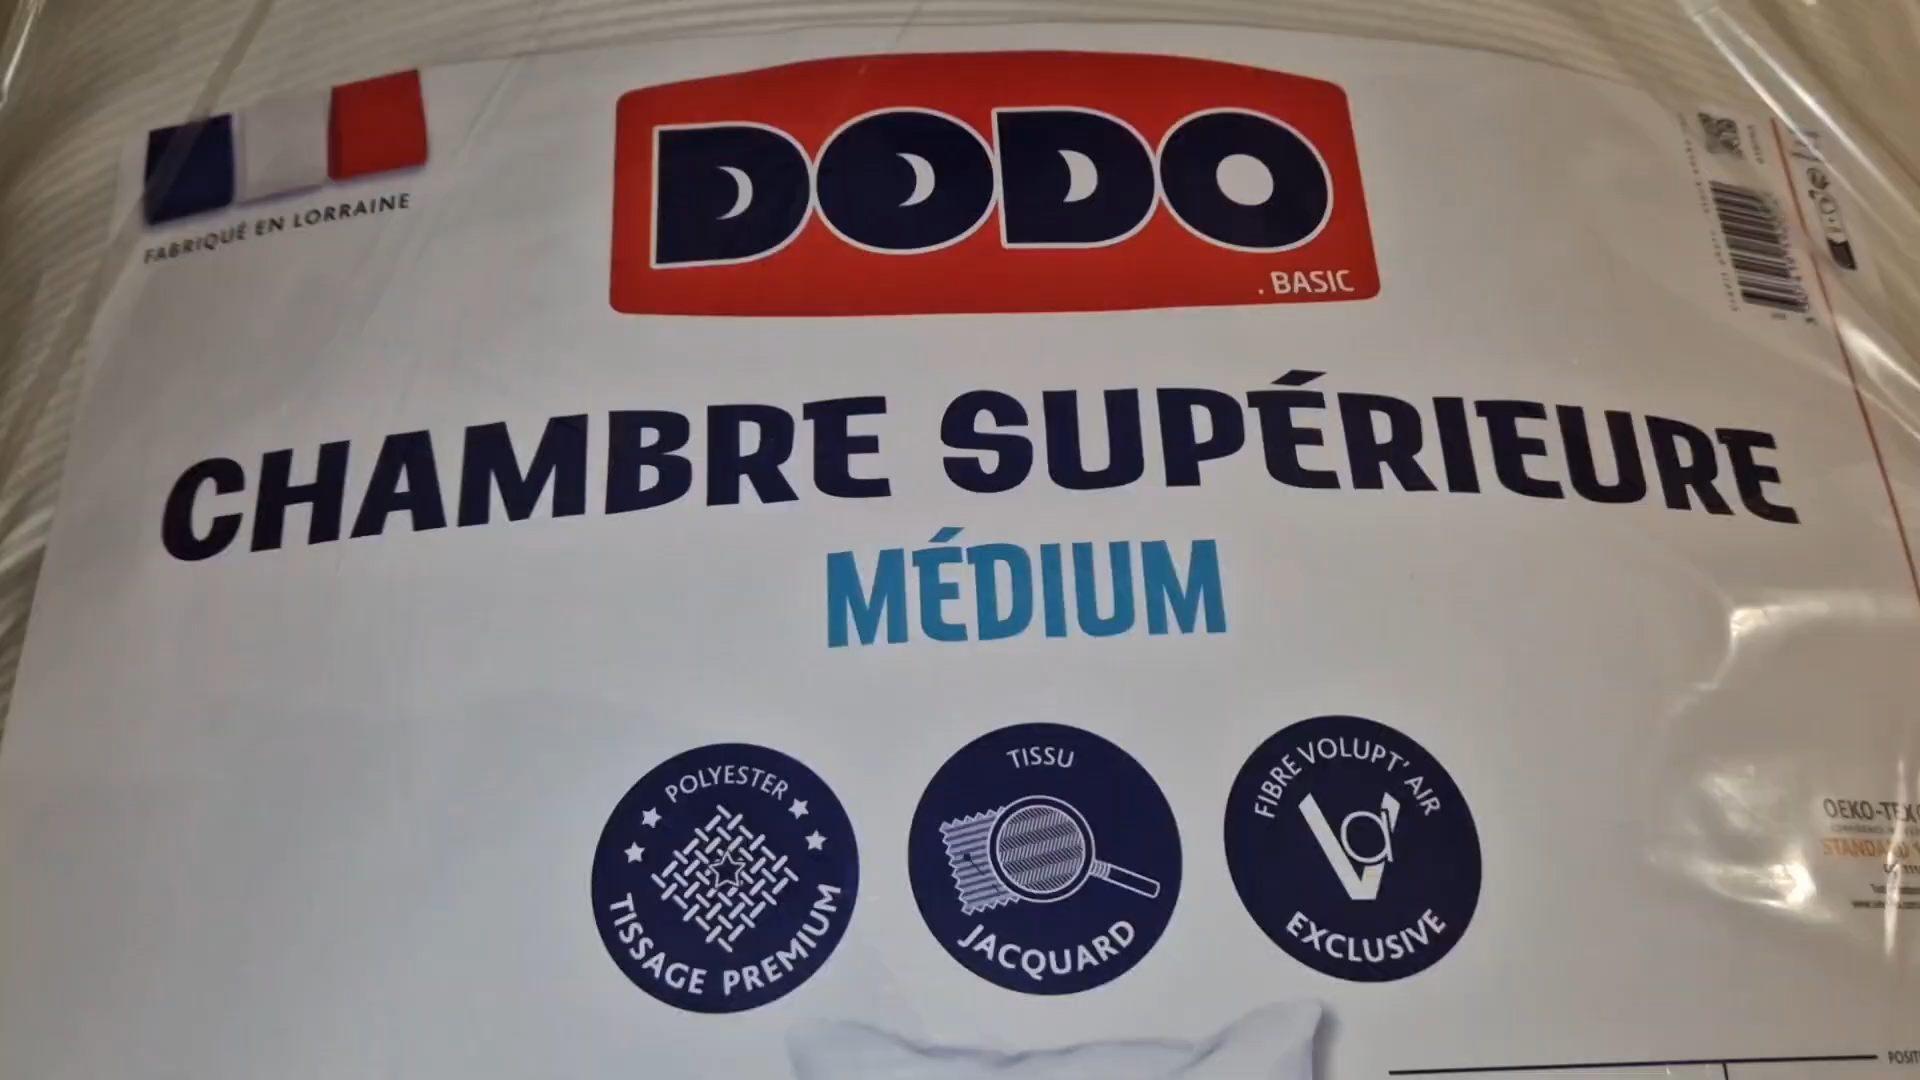 FABRIQUÉ EN LORRAINE
DODO
. BASIC
CHAMBRE SUPÉRIEURE
MÉDIUM
POLYESTER
TISSAGE PREMIUM
TISSU
JACQUARD
FIBRE VOLUPT' AIR
EXCLUSIVE
OEKO-TEX